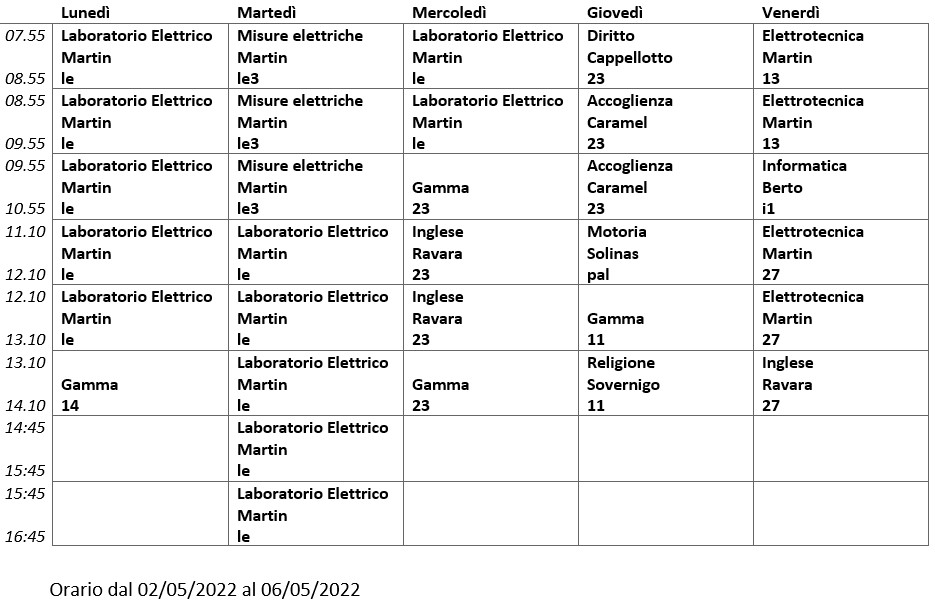 Lunedì Martedì Mercoledì Giovedì Venerdì
07.55 Laboratorio Elettrico Misure elettriche Laboratorio Elettrico Diritto Elettrotecnica
Martin Martin Martin Cappellotto Martin
08.55 le le3 le 23 13
08.55 Laboratorio Elettrico Misure elettriche Laboratorio Elettrico Accoglienza Elettrotecnica
Martin Martin Martin Caramel Martin
09.55 le le3 le 23 13
09.55 Laboratorio Elettrico Misure elettriche Accoglienza Informatica
Martin Martin Gamma Caramel Berto
10.55 le le3 23 23 i1
11.10 Laboratorio Elettrico Laboratorio Elettrico Inglese Motoria Elettrotecnica
Martin Martin Ravara Solinas Martin
12.10 le le 23 pal 27
12.10 Laboratorio Elettrico Laboratorio Elettrico Inglese Elettrotecnica
Martin Martin Ravara Gamma Martin
13.10 le le 23 11 27
13.10 Laboratorio Elettrico Religione Inglese
Gamma Martin Gamma Sovernigo Ravara
14.10 14 le 23 11 27
14:45 Laboratorio Elettrico
Martin
15:45 le
15:45 Laboratorio Elettrico
Martin
16:45 le
Orario dal 02/05/2022 al 06/05/2022